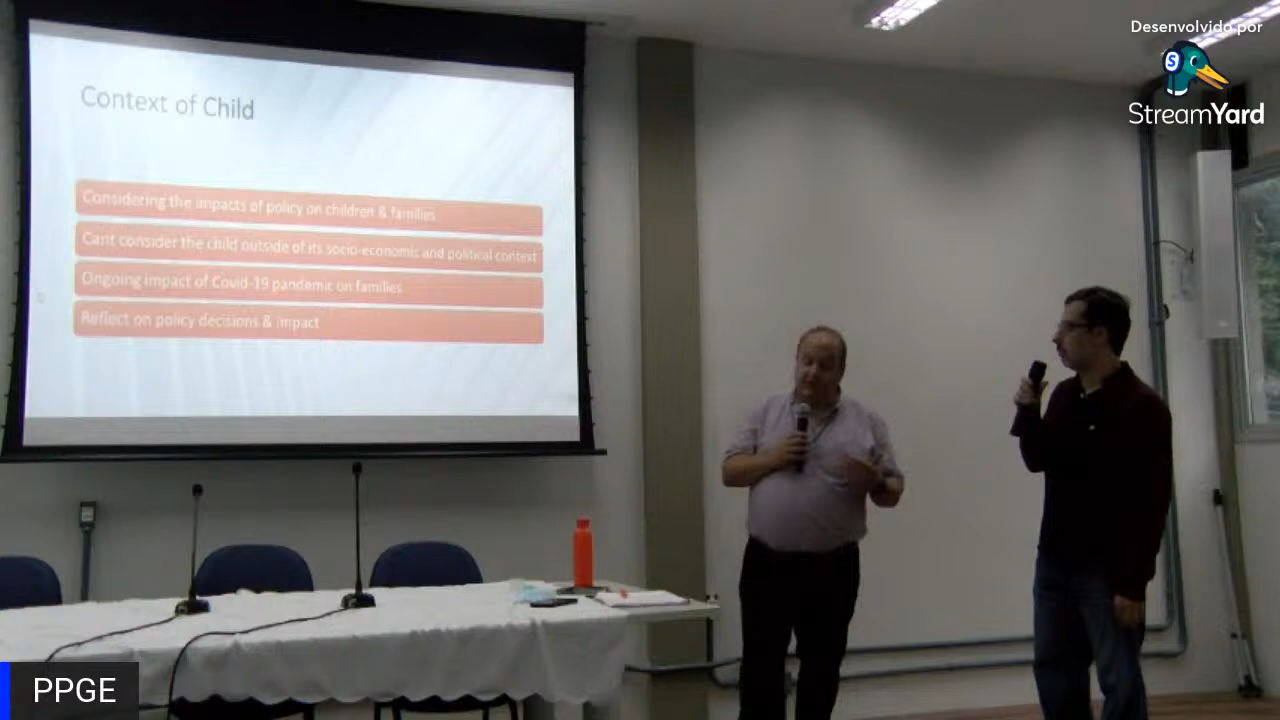 Desenvolvido por
StreamYard
Context of Child
Considering the impacts of policy on children & families
Cant consider the child outside of its socio-economic and political context
Ongoing impact of Covid-19 pandemic on families
Reflect on policy decisions & impact
PPGE